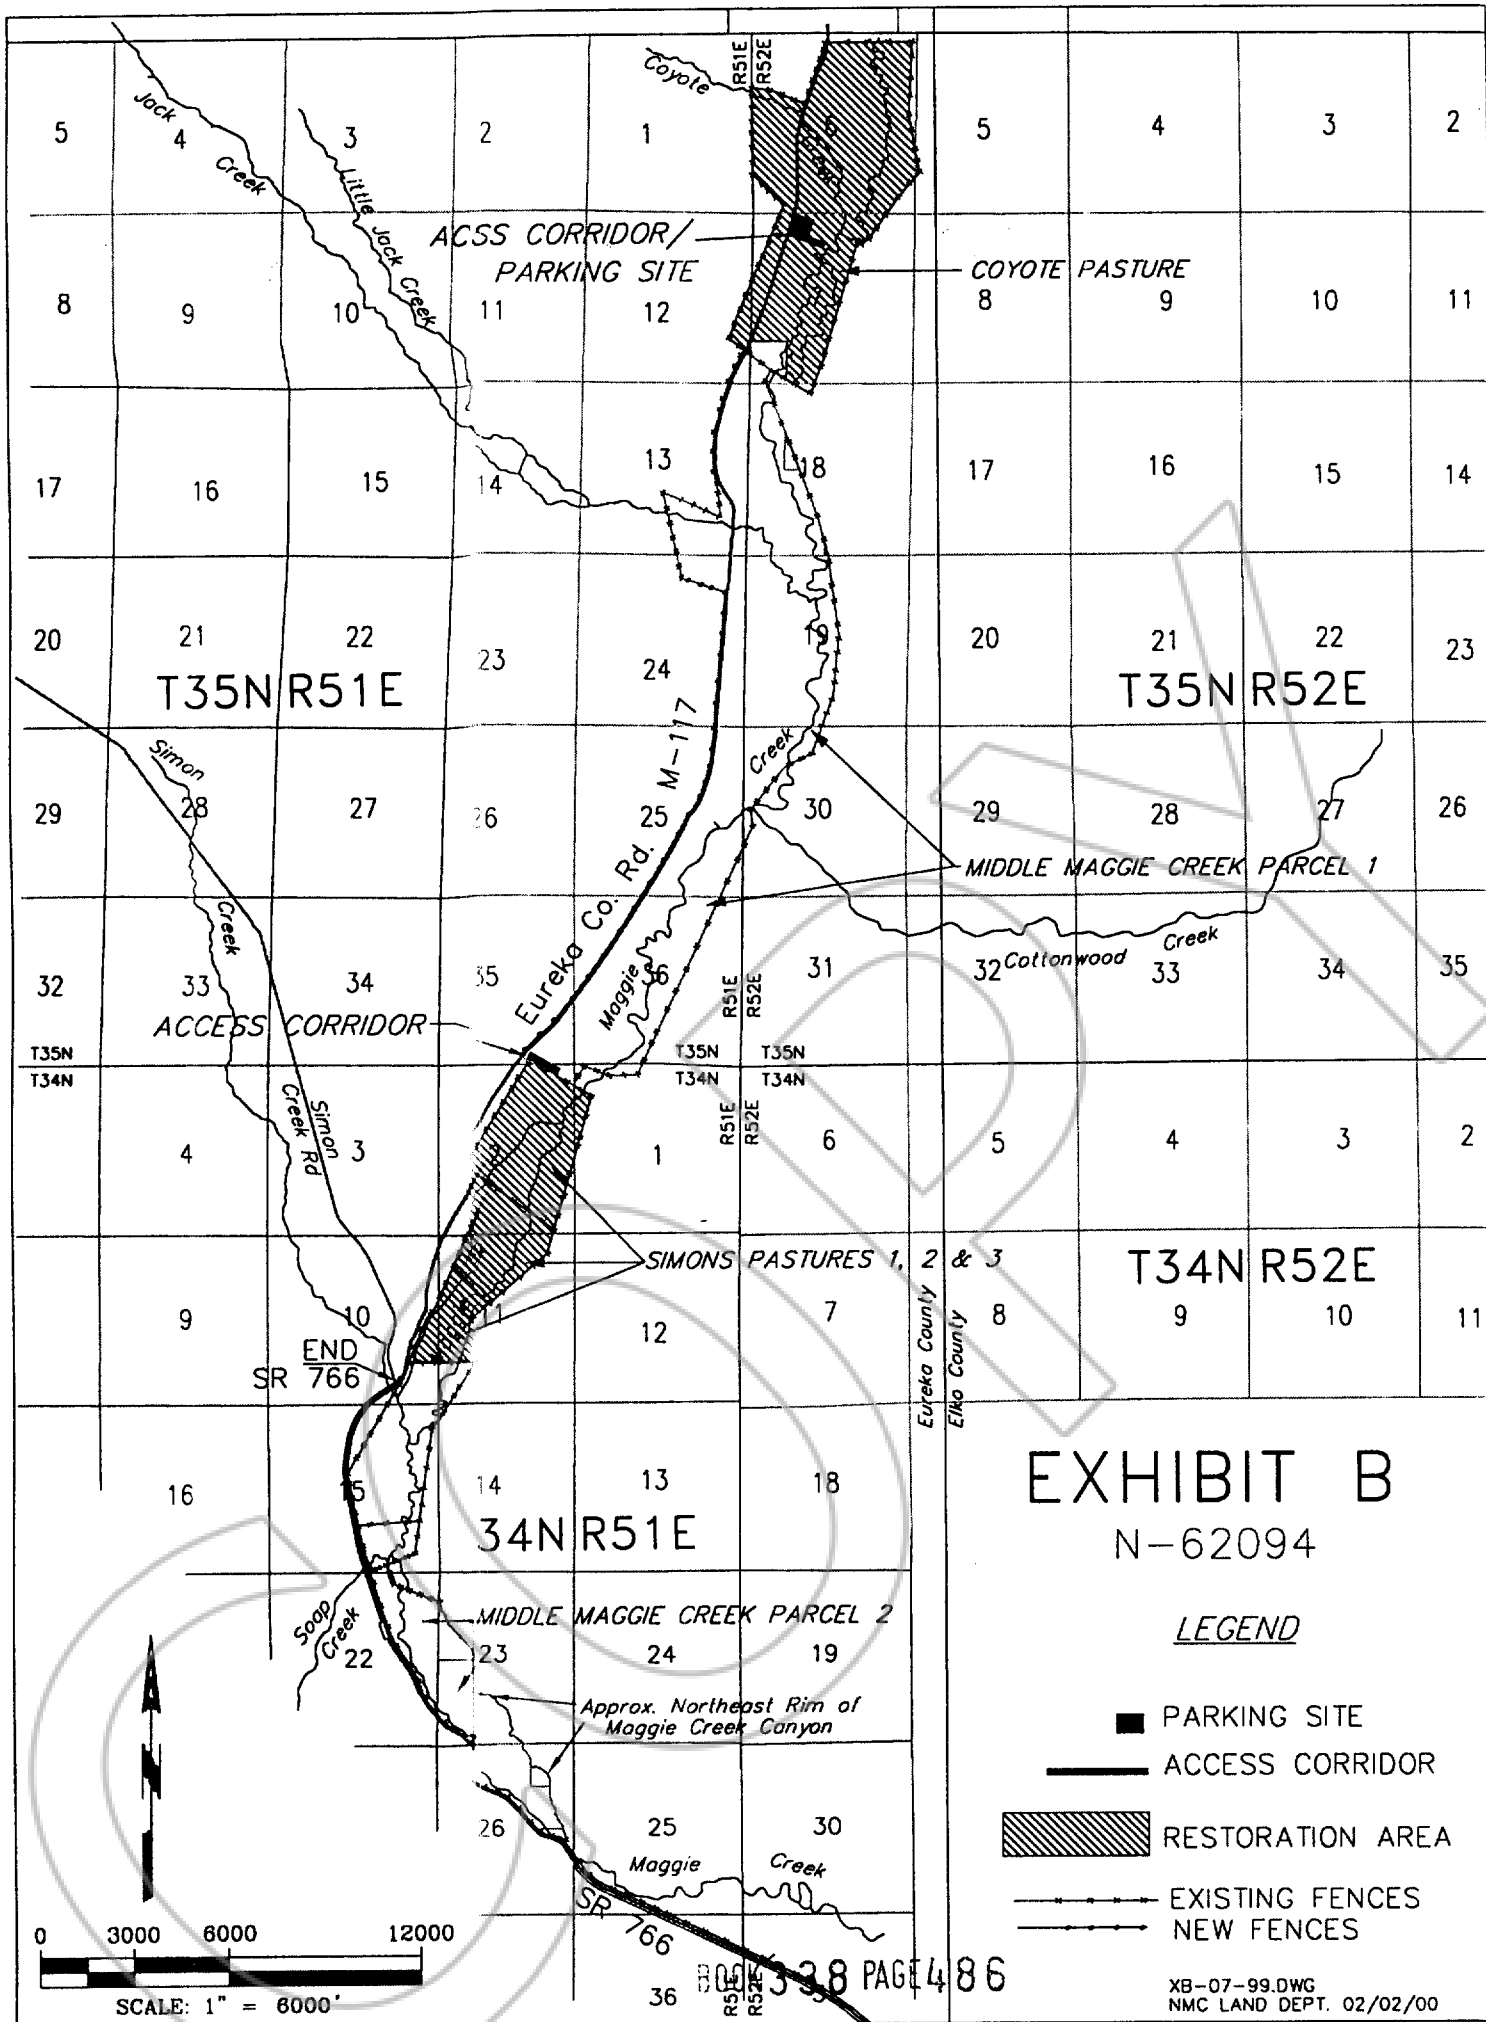 R51E R52E
Coyote
Jack
Creek
Little
Jack Creek
Creek
5 4 3 2 1 6 5 4 3 2
ACSS CORRIDOR/
PARKING SITE
COYOTE PASTURE
8 9 10 11 12 8 9 10 11
17 16 15 14 13 18 17 16 15 14
20 21 22 23 24 19 20 21 22 23
T35N R51E
T35N R52E
M-117
Simon
Creek
29 28 27 26 25 30 29 28 27 26
Eureka Co. Rd.
MIDDLE MAGGIE CREEK PARCEL 1
Creek
Maggie
Cottonwood Creek
32 33 34 35 36 31 32 33 34 35
R51E R52E
ACCESS CORRIDOR
T35N
T34N
T35N T35N
T34N T34N
R51E R52E
Simon
Creek Rd
4 3 2 1 6 5 4 3 2
SIMONS PASTURES 1, 2 & 3
T34N R52E
9 10 11 12 7 8 9 10 11
END
SR 766
Eureka County
Elko County
16 15 14 13 18
34N R51E
EXHIBIT B
N-62094
Soap
Creek
MIDDLE MAGGIE CREEK PARCEL 2
22 23 24 19
Approx. Northeast Rim of
Maggie Creek Canyon
LEGEND
PARKING SITE
ACCESS CORRIDOR
RESTORATION AREA
EXISTING FENCES
NEW FENCES
26 25 30
Maggie Creek
SR 766
N
0 3000 6000 12000
SCALE: 1" = 6000'
36
R51E R52E
338 PAGE 486
XB-07-99.DWG
NMC LAND DEPT. 02/02/00
COPY